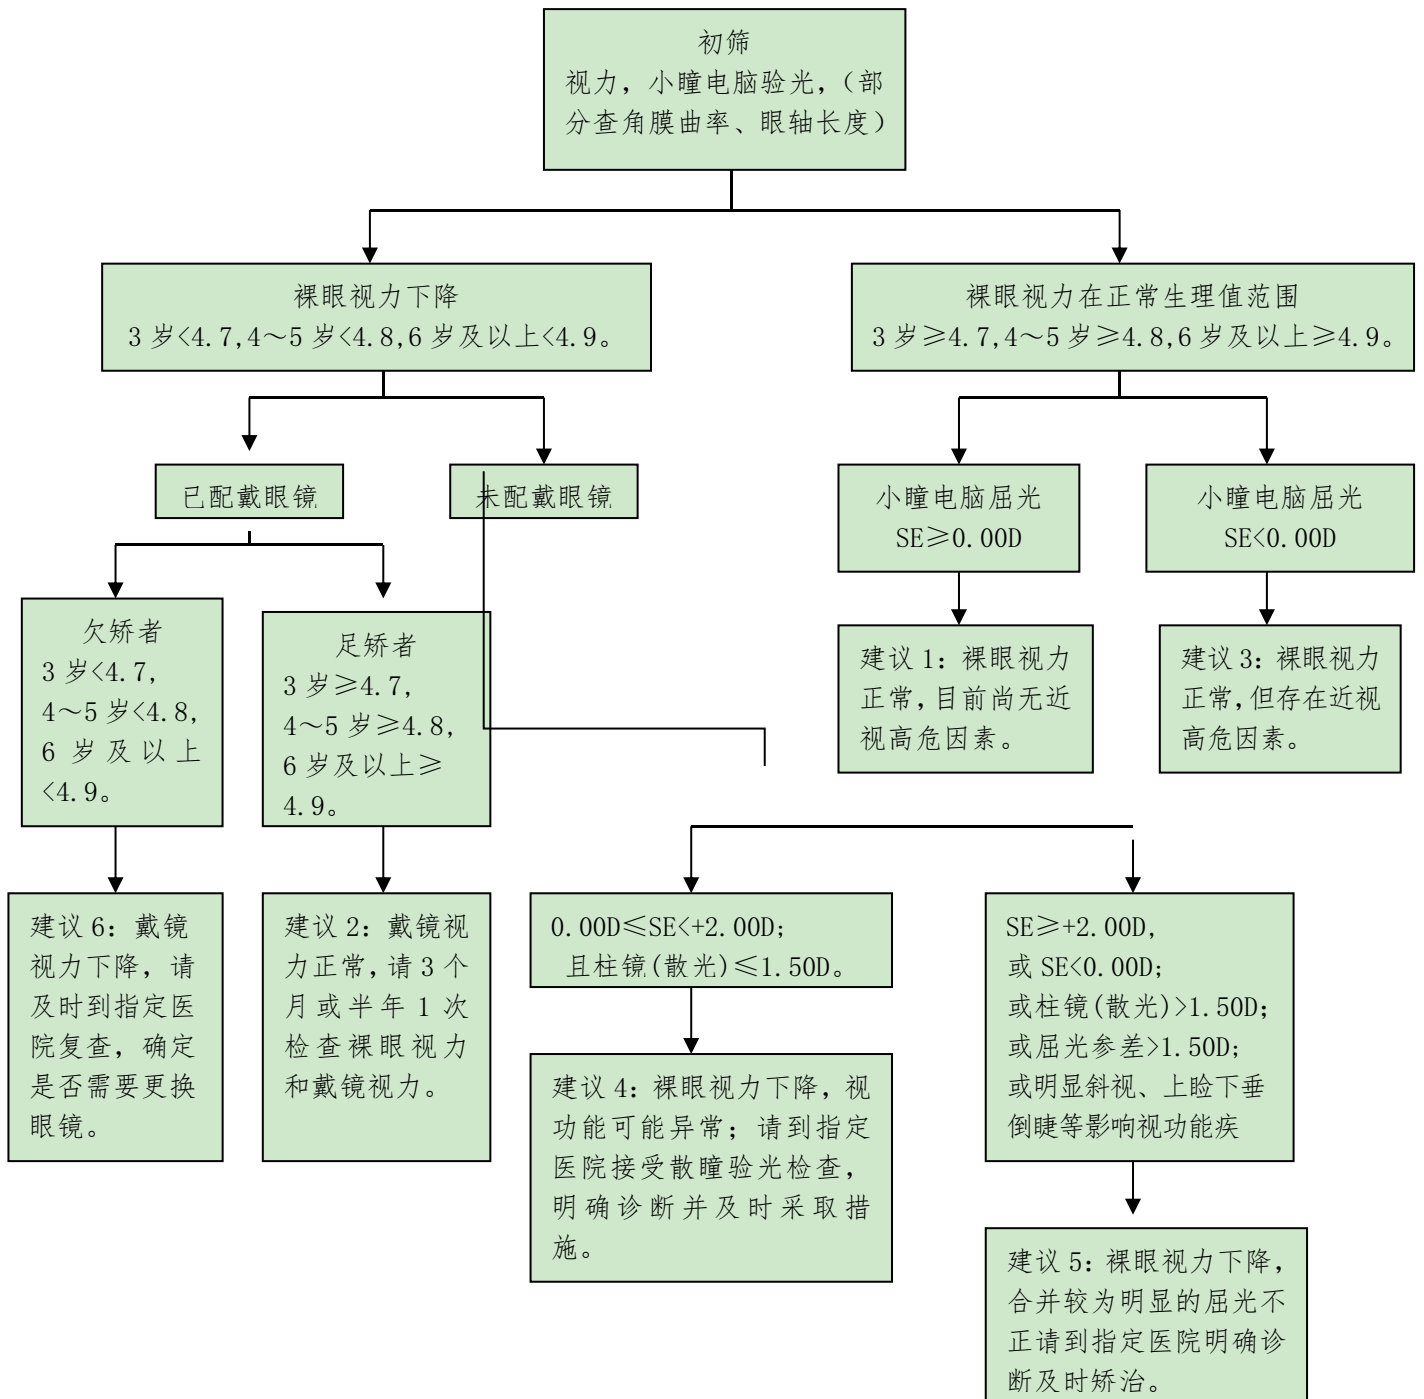 初筛
视力，小瞳电脑验光，（部
分查角膜曲率、眼轴长度）
裸眼视力下降
3岁<4.7,4～5岁<4.8,6岁及以上<4.9。
裸眼视力在正常生理值范围
3岁≥4.7,4～5岁≥4.8,6岁及以上≥4.9。
已配戴眼镜
未配戴眼镜
小瞳电脑屈光
SE≥0.00D
小瞳电脑屈光
SE<0.00D
欠矫者
3岁<4.7,
4～5岁<4.8,
6岁及以上
<4.9。
足矫者
3岁≥4.7,
4～5岁≥4.8,
6岁及以上≥
4.9。
建议1：裸眼视力
正常，目前尚无近
视高危因素。
建议3：裸眼视力
正常，但存在近视
高危因素。
建议6：戴镜
视力下降，请
及时到指定医
院复查，确定
是否需要更换
眼镜。
建议2：戴镜视
力正常，请3个
月或半年1次
检查裸眼视力
和戴镜视力。
0.00D≤SE<+2.00D;
且柱镜(散光)≤1.50D。
SE≥+2.00D,
或SE<0.00D;
或柱镜(散光)>1.50D;
或屈光参差>1.50D;
或明显斜视、上睑下垂
倒睫等影响视功能疾
建议4：裸眼视力下降，视
功能可能异常；请到指定
医院接受散瞳验光检查，
明确诊断并及时采取措
施。
建议5：裸眼视力下降，
合并较为明显的屈光不
正请到指定医院明确诊
断及时矫治。